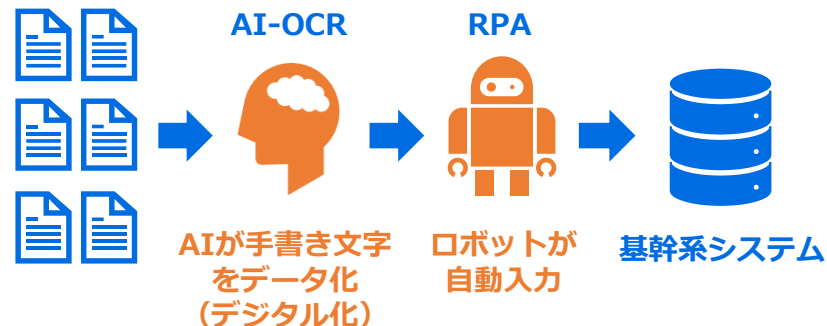 AI-OCR
RPA
AIが手書き文字
をデータ化
（デジタル化）
ロボットが
自動入力
基幹系システム